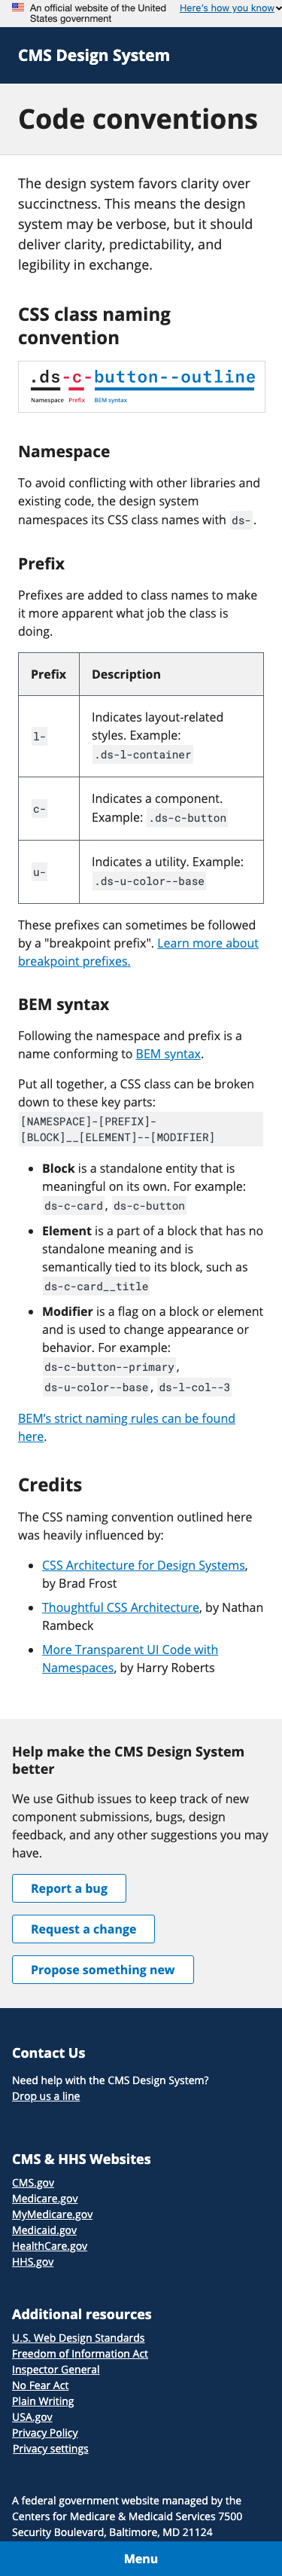 An official website of the United States government
Here's how you know
CMS Design System
Code conventions
The design system favors clarity over
succinctness. This means the design
system may be verbose, but it should
deliver clarity, predictability, and
legibility in exchange.
CSS class naming
convention
.ds-c-button--outline
Namespace Prefix BEM syntax
Namespace
To avoid conflicting with other libraries and
existing code, the design system
namespaces its CSS class names with ds-.
Prefix
Prefixes are added to class names to make
it more apparent what job the class is
doing.
Prefix Description
l- Indicates layout-related
styles. Example:
.ds-l-container
c- Indicates a component.
Example: .ds-c-button
u- Indicates a utility. Example:
.ds-u-color--base
These prefixes can sometimes be followed
by a "breakpoint prefix". Learn more about
breakpoint prefixes.
BEM syntax
Following the namespace and prefix is a
name conforming to BEM syntax.
Put all together, a CSS class can be broken
down to these key parts:
[NAMESPACE]-[PREFIX]-
[BLOCK]__[ELEMENT]--[MODIFIER]
• Block is a standalone entity that is
meaningful on its own. For example:
ds-c-card, ds-c-button
• Element is a part of a block that has no
standalone meaning and is
semantically tied to its block, such as
ds-c-card__title
• Modifier is a flag on a block or element
and is used to change appearance or
behavior. For example:
ds-c-button--primary,
ds-u-color--base, ds-l-col--3
BEM's strict naming rules can be found
here.
Credits
The CSS naming convention outlined here
was heavily influenced by:
• CSS Architecture for Design Systems,
by Brad Frost
• Thoughtful CSS Architecture, by Nathan
Rambeck
• More Transparent UI Code with
Namespaces, by Harry Roberts
Help make the CMS Design System
better
We use Github issues to keep track of new
component submissions, bugs, design
feedback, and any other suggestions you may
have.
Report a bug
Request a change
Propose something new
Contact Us
Need help with the CMS Design System?
Drop us a line
CMS & HHS Websites
CMS.gov
Medicare.gov
MyMedicare.gov
Medicaid.gov
HealthCare.gov
HHS.gov
Additional resources
U.S. Web Design Standards
Freedom of Information Act
Inspector General
No Fear Act
Plain Writing
USA.gov
Privacy Policy
Privacy settings
A federal government website managed by the
Centers for Medicare & Medicaid Services 7500
Security Boulevard, Baltimore, MD 21124
Menu